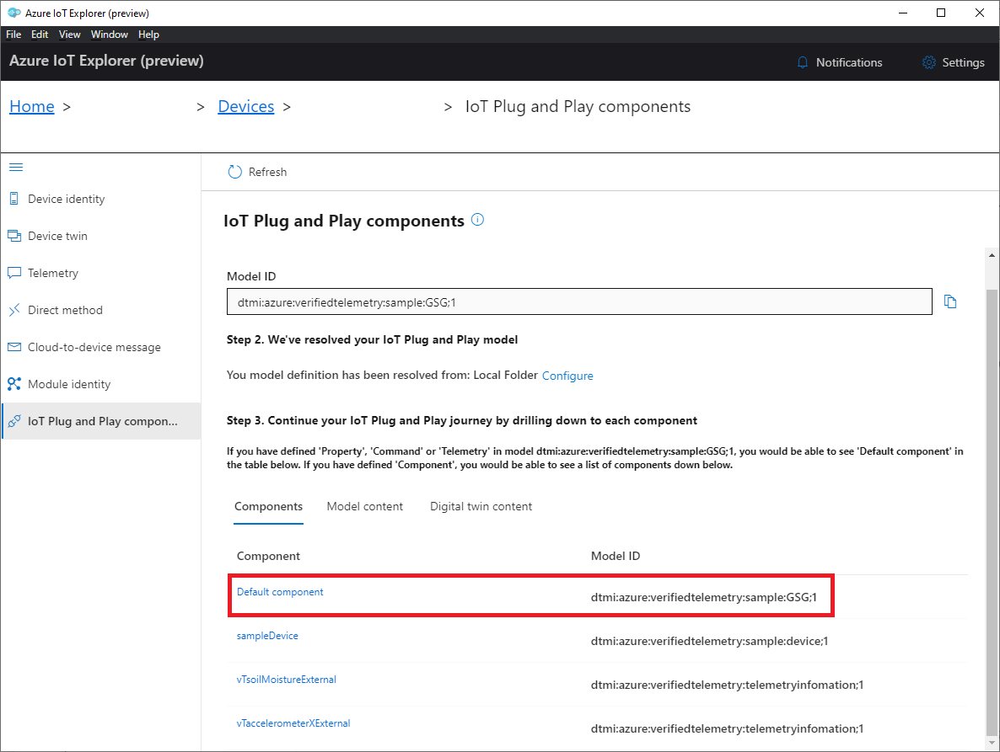 Azure IoT Explorer (preview)
File Edit View Window Help
Azure IoT Explorer (preview) Notifications Settings
Home > > Devices > > IoT Plug and Play components
Refresh
Device identity
Device twin
Telemetry
Direct method
Cloud-to-device message
Module identity
IoT Plug and Play compon...
IoT Plug and Play components
Model ID
dtmi:azure:verifiedtelemetry:sample:GSG;1
Step 2. We've resolved your IoT Plug and Play model
You model definition has been resolved from: Local Folder Configure
Step 3. Continue your IoT Plug and Play journey by drilling down to each component
If you have defined 'Property', 'Command' or 'Telemetry' in model dtmi:azure:verifiedtelemetry:sample:GSG;1, you would be able to see 'Default component' in
the table below. If you have defined 'Component', you would be able to see a list of components down below.
Components Model content Digital twin content
Component Model ID
Default component dtmi:azure:verifiedtelemetry:sample:GSG;1
sampleDevice dtmi:azure:verifiedtelemetry:sample:device;1
vTsoilMoistureExternal dtmi:azure:verifiedtelemetry:telemetryinfomation;1
vTaccelerometerXExternal dtmi:azure:verifiedtelemetry:telemetryinfomation;1